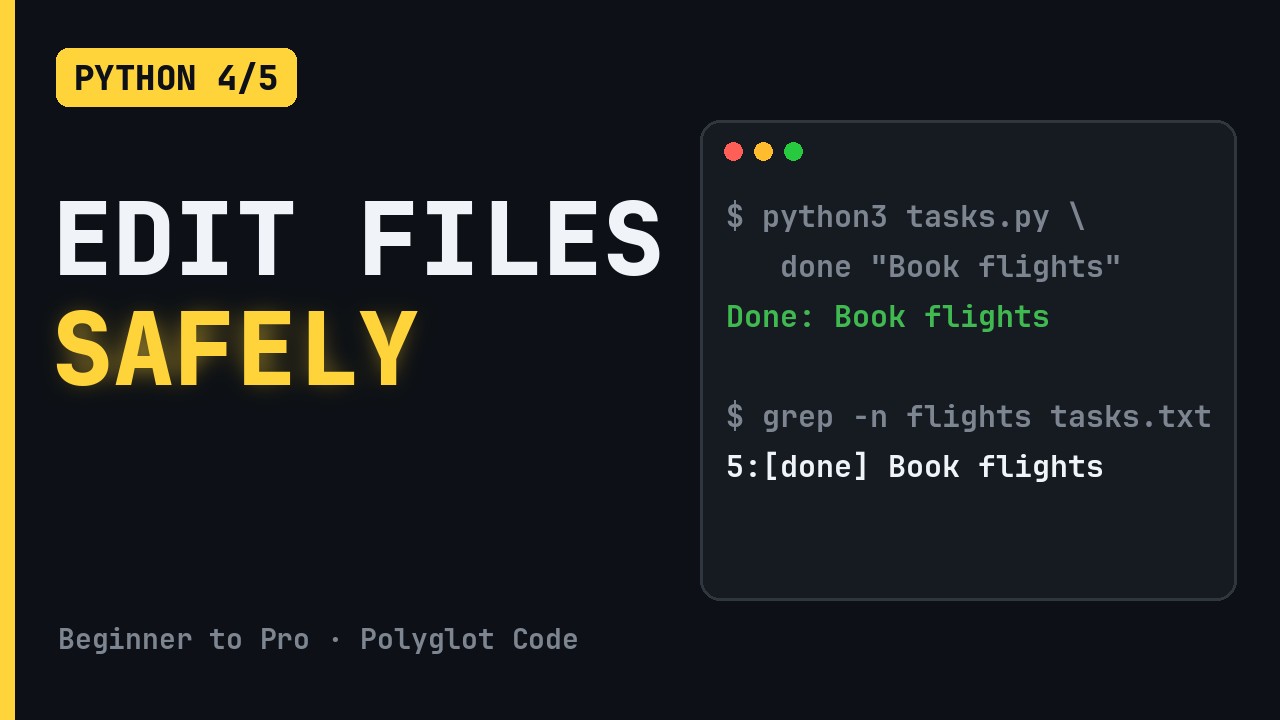 PYTHON 4/5
EDIT FILES
SAFELY
$ python3 tasks.py \
done "Book flights"
Done: Book flights
$ grep -n flights tasks.txt
5:[done] Book flights
Beginner to Pro · Polyglot Code